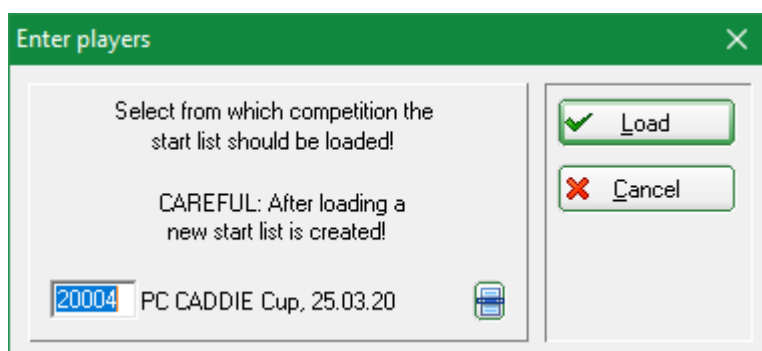 Enter players
Select from which competition the
start list should be loaded!
CAREFUL: After loading a
new start list is created!
20004 PC CADDIE Cup, 25.03.20
Load
Cancel